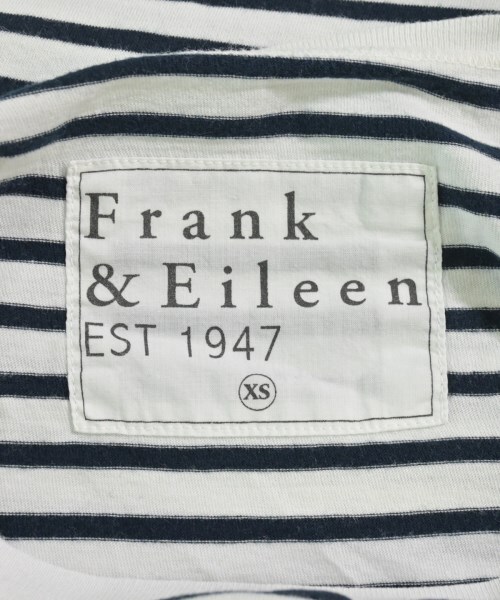 Frank
& Eileen
EST 1947
XS